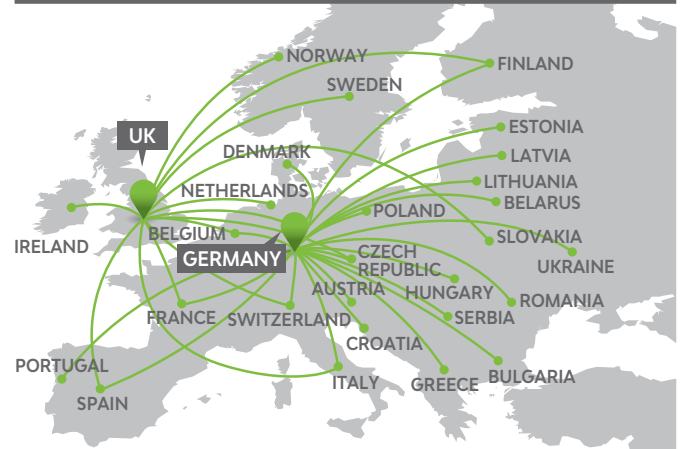 NORWAY
FINLAND
SWEDEN
ESTONIA
UK
DENMARK
LATVIA
LITHUANIA
NETHERLANDS
BELARUS
POLAND
BELGIUM
SLOVAKIA
IRELAND
GERMANY
CZECH
REPUBLIC
UKRAINE
AUSTRIA
HUNGARY
ROMANIA
FRANCE
SWITZERLAND
SERBIA
CROATIA
PORTUGAL
ITALY
GREECE
BULGARIA
SPAIN